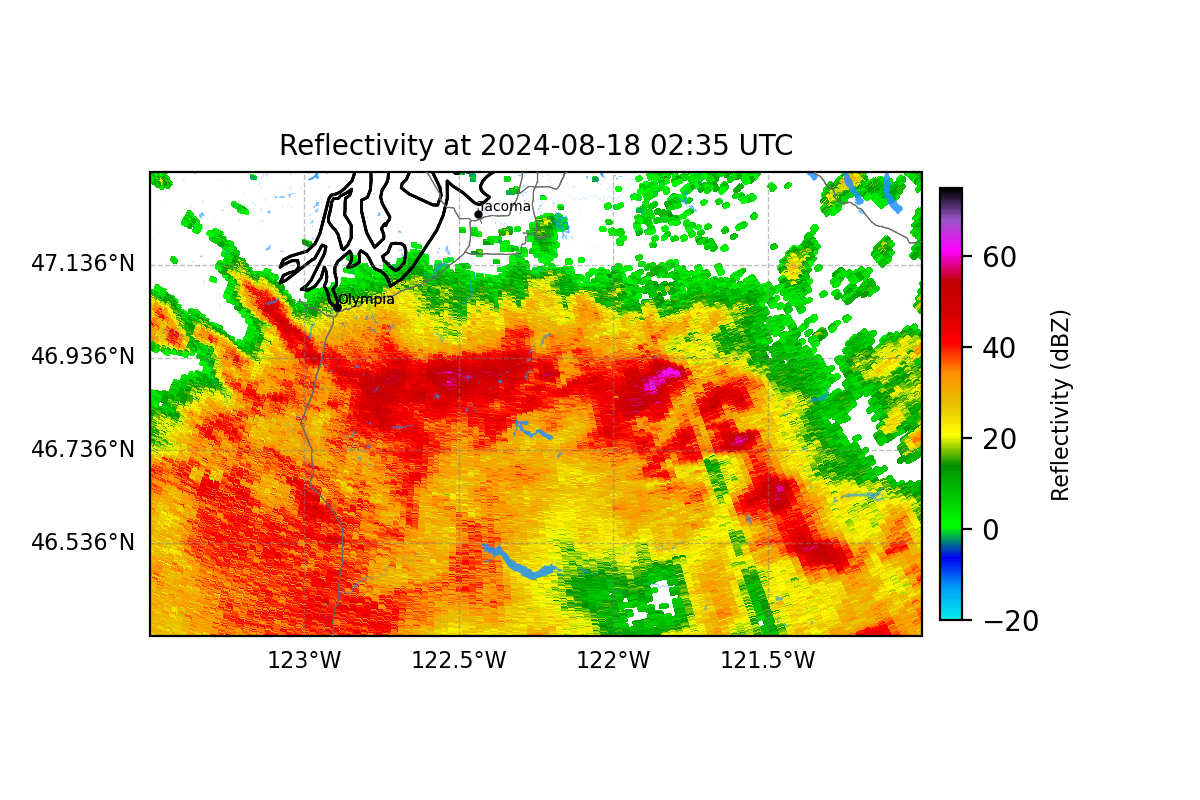 Reflectivity at 2024-08-18 02:35 UTC
Tacoma
47.136°N
Olympia
46.936°N
46.736°N
46.536°N
123°W 122.5°W 122°W 121.5°W
60
40
20
0
−20
Reflectivity (dBZ)